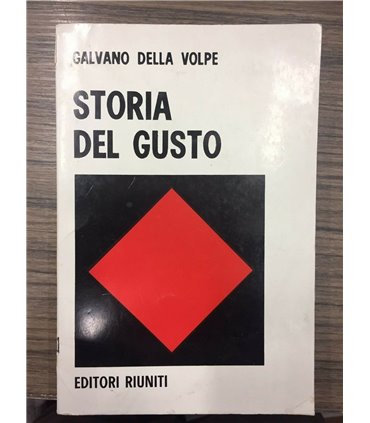 GALVANO DELLA VOLPE
STORIA
DEL GUSTO
EDITORI RIUNITI